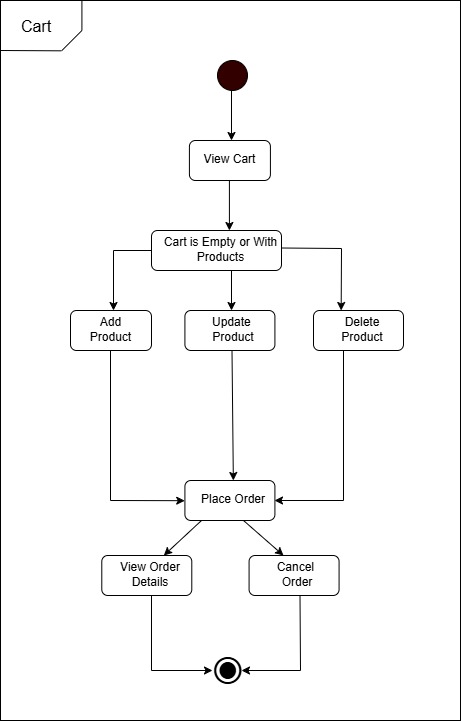 Cart
View Cart
Cart is Empty or With
Products
Add
Product
Update
Product
Delete
Product
Place Order
View Order
Details
Cancel
Order